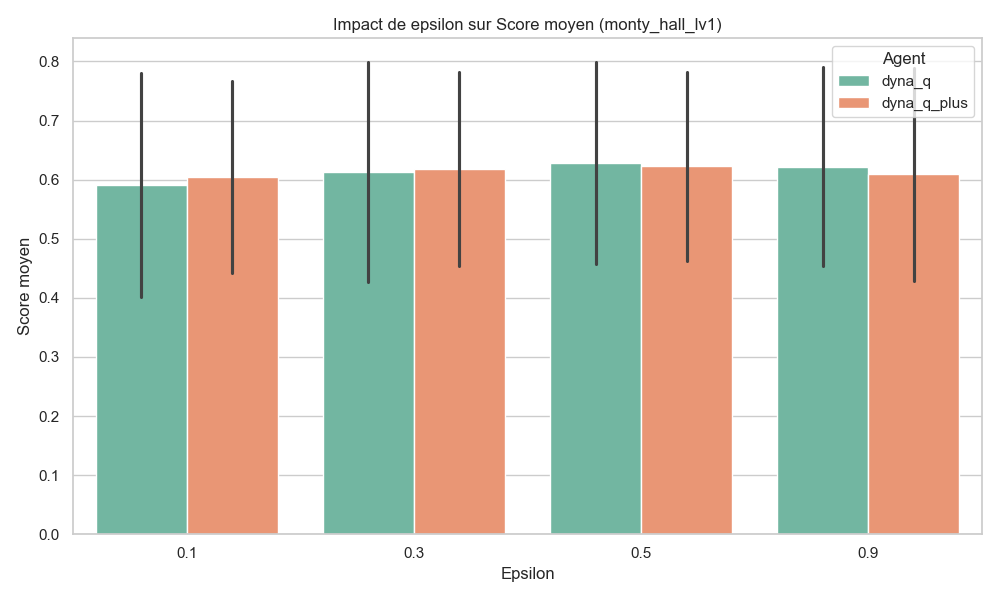 Impact de epsilon sur Score moyen (monty_hall_lv1)
Agent
dyna_q
dyna_q_plus
Score moyen
0.8
0.7
0.6
0.5
0.4
0.3
0.2
0.1
0.0
0.1 0.3 0.5 0.9
Epsilon